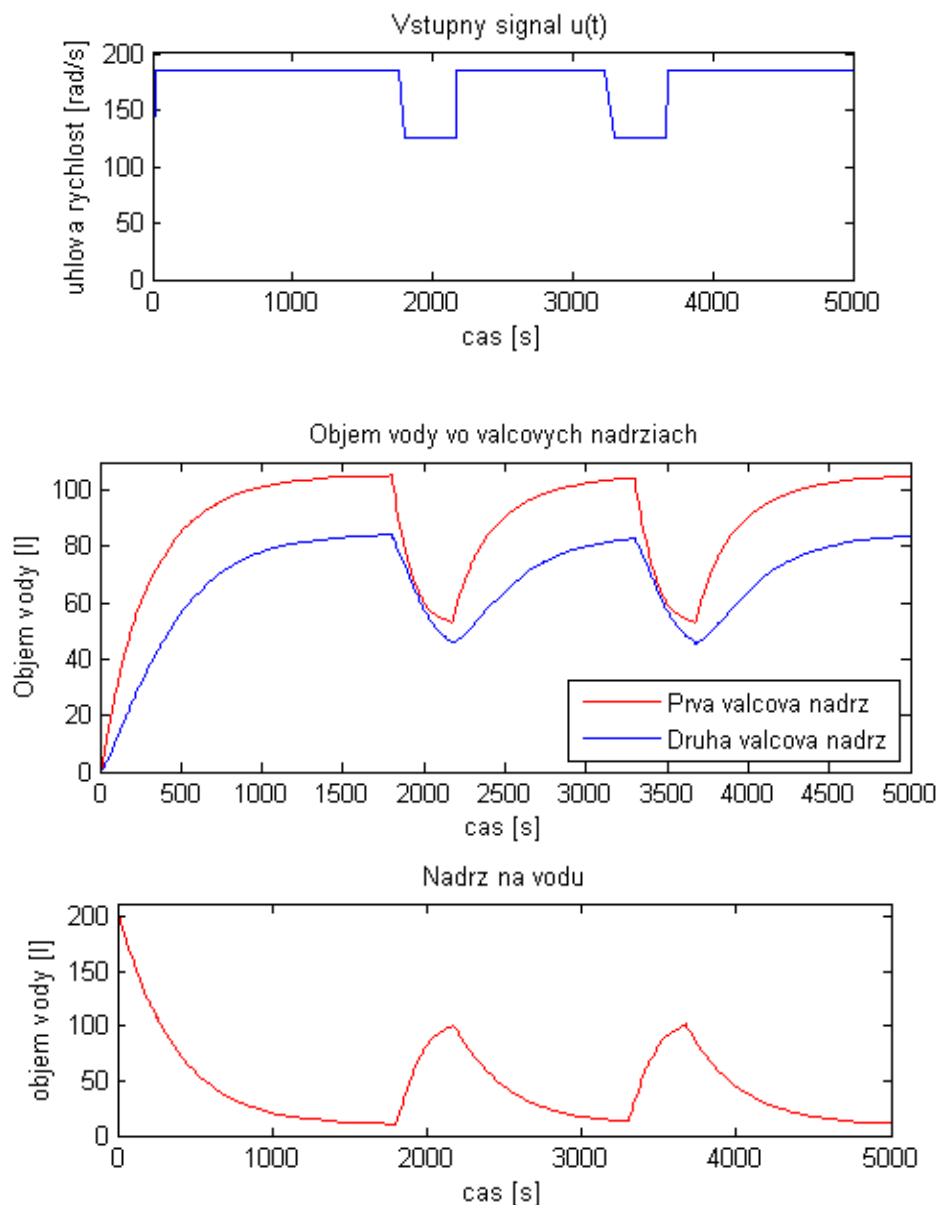 Vstupny signal u(t)
200
150
100
50
0
uhlova rychlost [rad/s]
0 1000 2000 3000 4000 5000
cas [s]
Objem vody vo valcovych nadrziach
100
80
60
40
20
0
Objem vody [l]
Prva valcova nadrz
Druha valcova nadrz
0 500 1000 1500 2000 2500 3000 3500 4000 4500 5000
cas [s]
Nadrz na vodu
200
150
100
50
0
objem vody [l]
0 1000 2000 3000 4000 5000
cas [s]